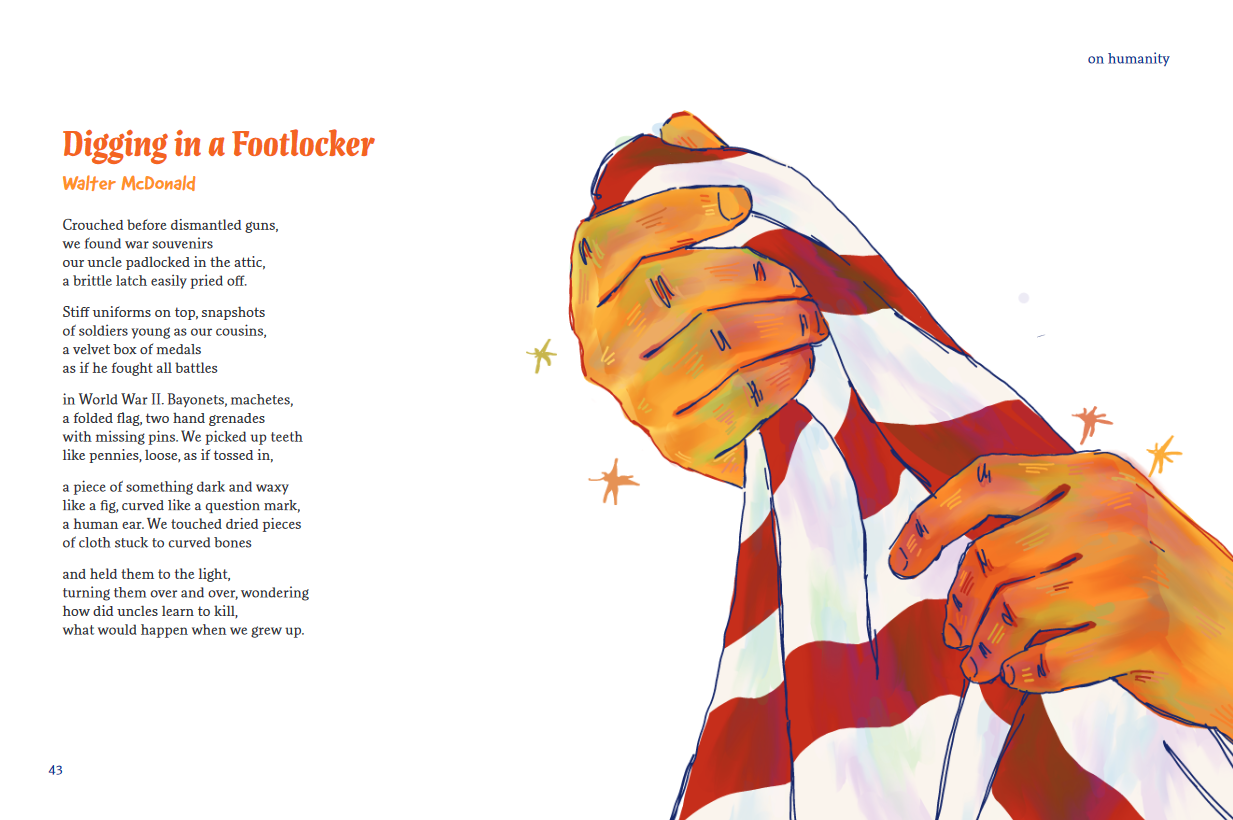 on humanity
Digging in a Footlocker
Walter McDonald
Crouched before dismantled guns,
we found war souvenirs
our uncle padlocked in the attic,
a brittle latch easily pried off.
Stiff uniforms on top, snapshots
of soldiers young as our cousins,
a velvet box of medals
as if he fought all battles
in World War II. Bayonets, machetes,
a folded flag, two hand grenades
with missing pins. We picked up teeth
like pennies, loose, as if tossed in,
a piece of something dark and waxy
like a fig, curved like a question mark,
a human ear. We touched dried pieces
of cloth stuck to curved bones
and held them to the light,
turning them over and over, wondering
how did uncles learn to kill,
what would happen when we grew up.
43